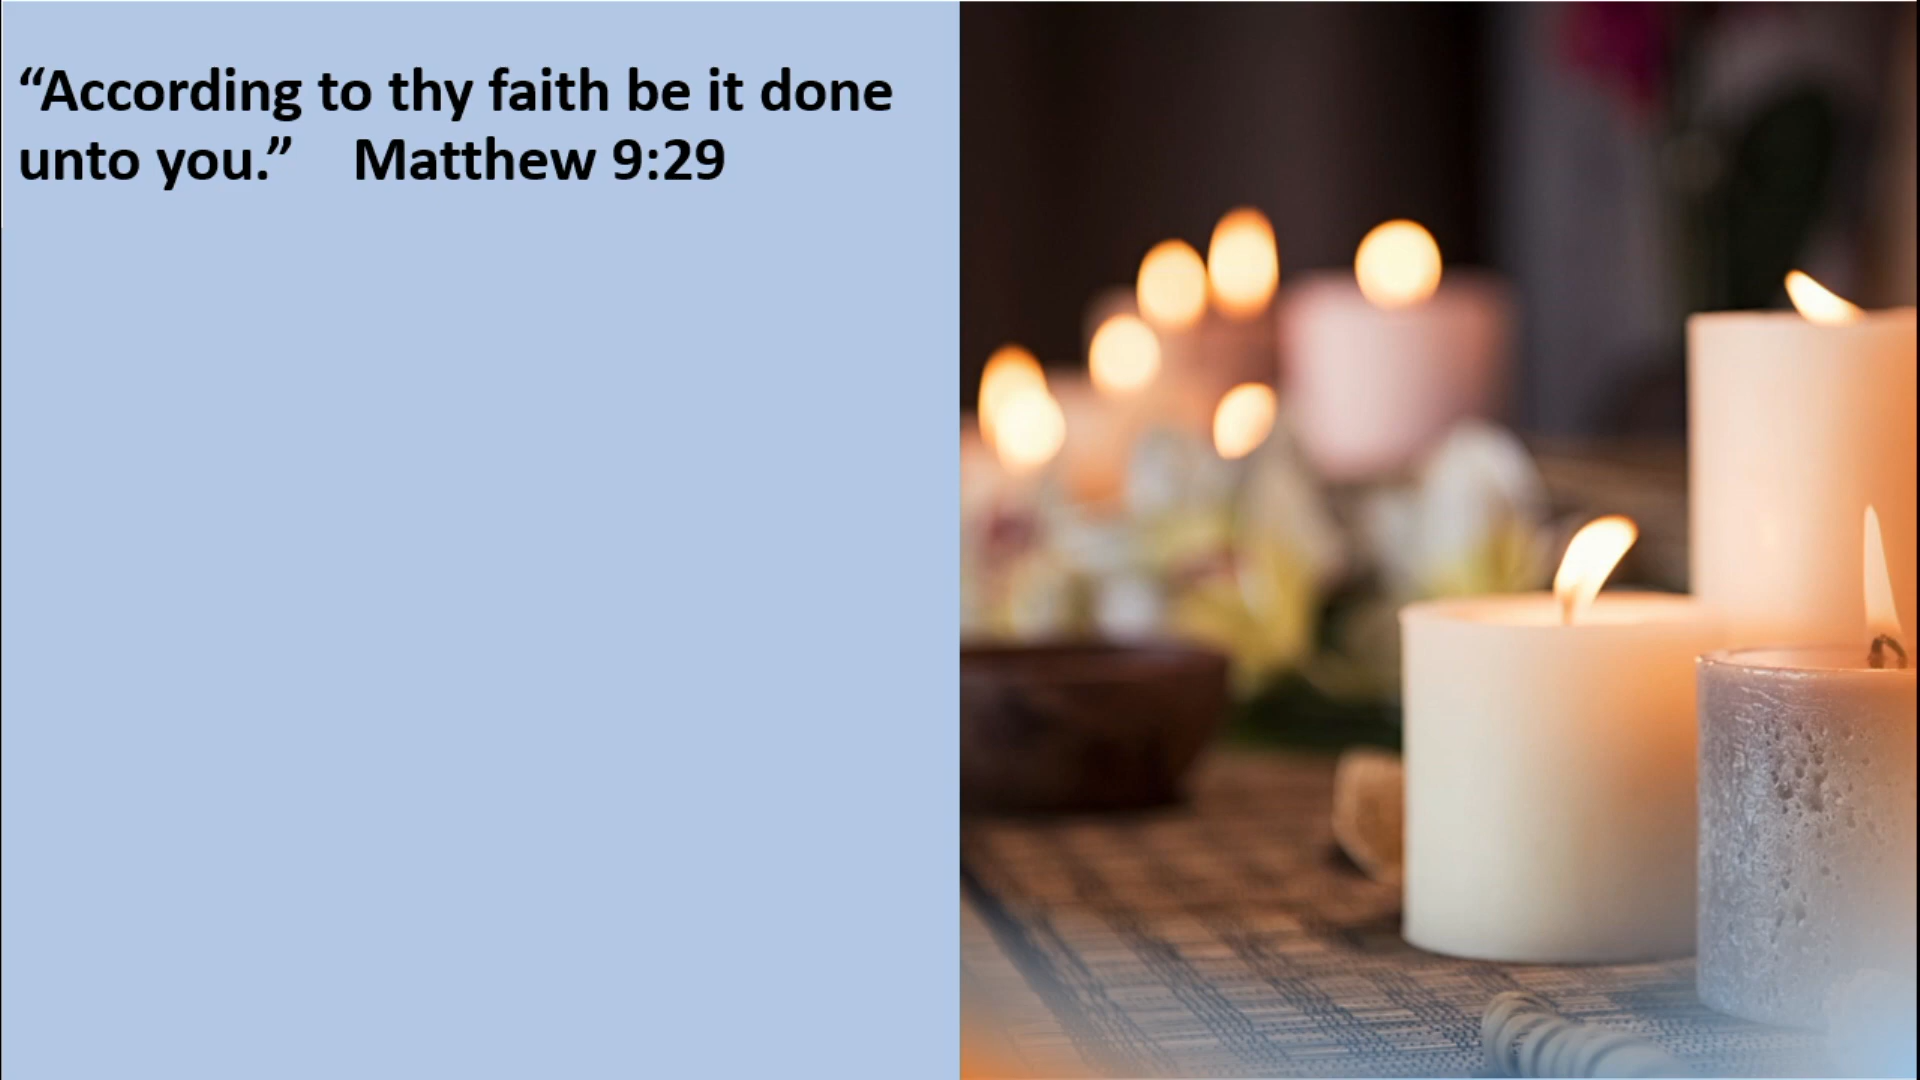 “According to thy faith be it done
unto you.”    Matthew 9:29